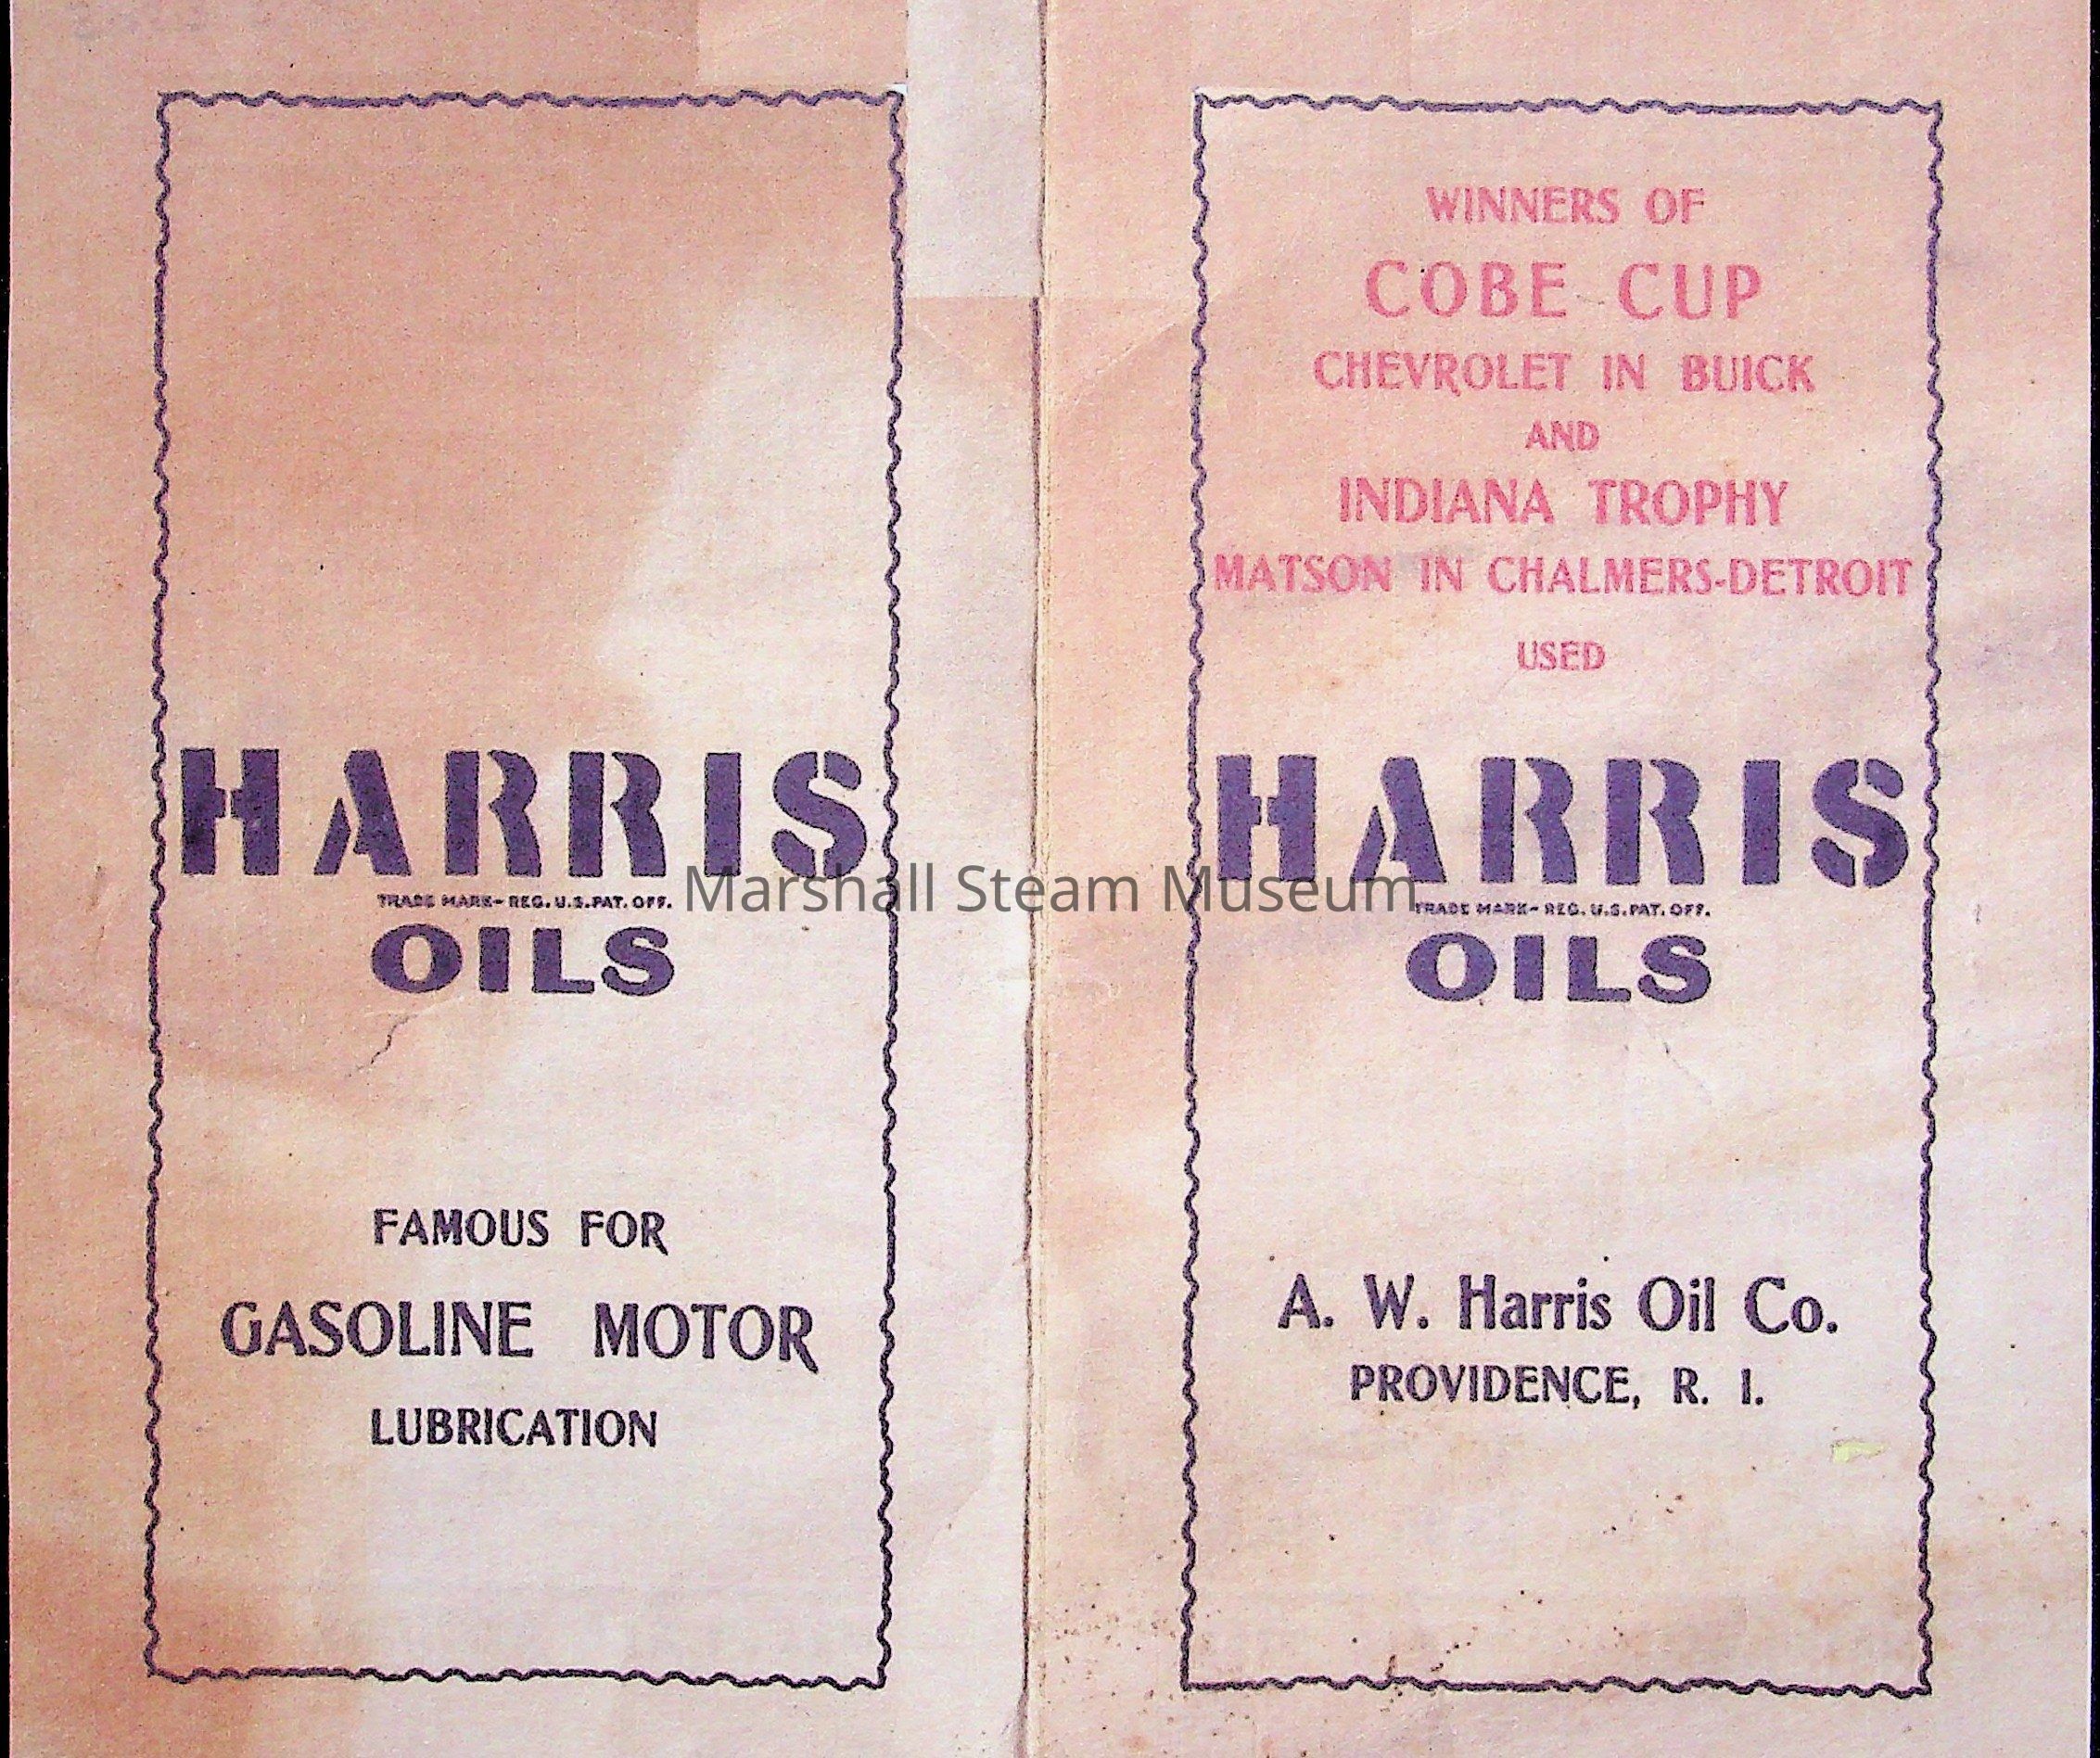 HARRIS
TRADE MARK-REG. U.S. PAT. OFF.
OILS
FAMOUS FOR
GASOLINE MOTOR
LUBRICATION
WINNERS OF
COBE CUP
CHEVROLET IN BUICK
AND
INDIANA TROPHY
MATSON IN CHALMERS-DETROIT
USED
HARRIS
TRADE MARK-REG. U.S. PAT. OFF.
OILS
A. W. Harris Oil Co.
PROVIDENCE, R. I.
Marshall Steam Museum